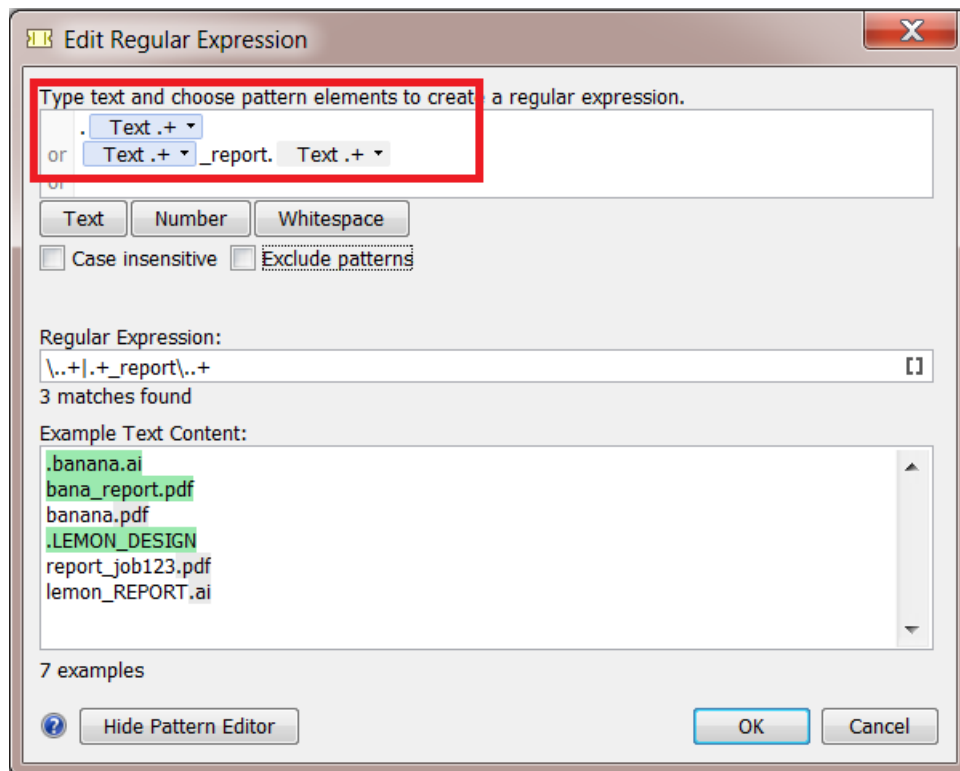 Edit Regular Expression
Type text and choose pattern elements to create a regular expression.
. Text .+
or Text .+ _report. Text .+
or
Text Number Whitespace
Case insensitive Exclude patterns
Regular Expression:
\..+|.+_report\..+
3 matches found
Example Text Content:
.banana.ai
bana_report.pdf
banana.pdf
.LEMON_DESIGN
report_job123.pdf
lemon_REPORT.ai
7 examples
? Hide Pattern Editor OK Cancel